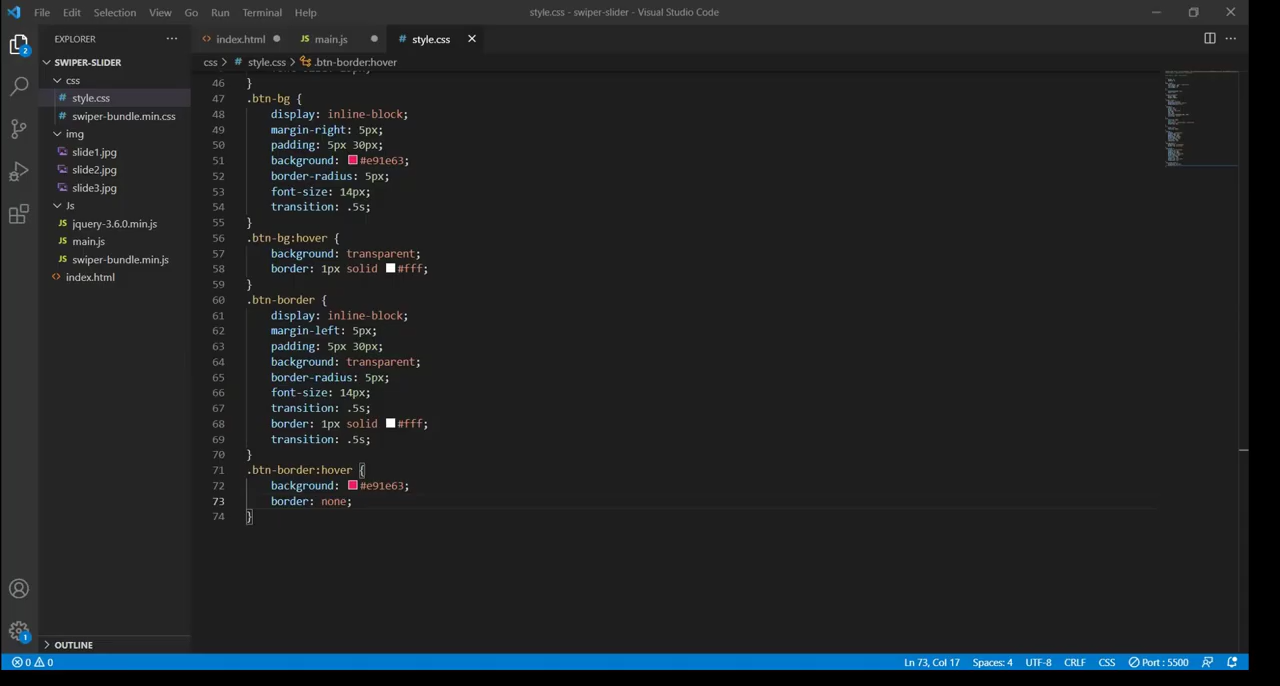 File Edit Selection View Go Run Terminal Help
style.css - swiper-slider - Visual Studio Code
EXPLORER
index.html
main.js
style.css
SWIPER-SLIDER
css > style.css > .btn-border:hover
css
style.css
swiper-bundle.min.css
img
slide1.jpg
slide2.jpg
slide3.jpg
Js
JS jquery-3.6.0.min.js
JS main.js
JS swiper-bundle.min.js
index.html
46 }
47 .btn-bg {
48 display: inline-block;
49 margin-right: 5px;
50 padding: 5px 30px;
51 background: #e91e63;
52 border-radius: 5px;
53 font-size: 14px;
54 transition: .5s;
55 }
56 .btn-bg:hover {
57 background: transparent;
58 border: 1px solid #fff;
59 }
60 .btn-border {
61 display: inline-block;
62 margin-left: 5px;
63 padding: 5px 30px;
64 background: transparent;
65 border-radius: 5px;
66 font-size: 14px;
67 transition: .5s;
68 border: 1px solid #fff;
69 transition: .5s;
70 }
71 .btn-border:hover {
72 background: #e91e63;
73 border: none;
74 }
OUTLINE
0 0
Ln 73, Col 17 Spaces: 4 UTF-8 CRLF CSS Port : 5500